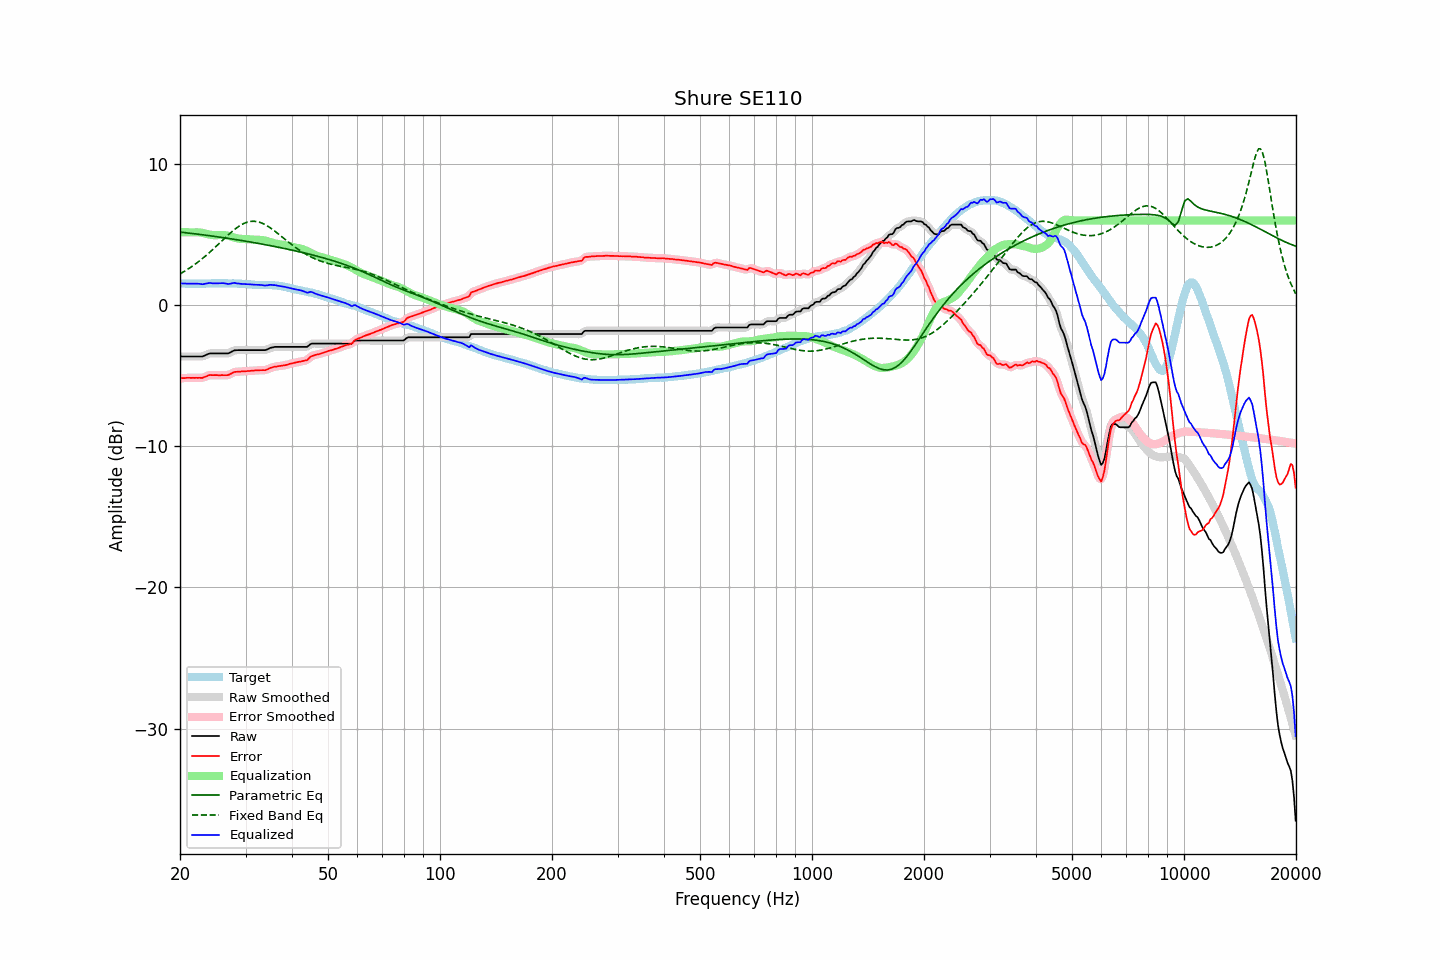 Shure SE110
Amplitude (dBr)
10
0
−10
−20
−30
Target
Raw Smoothed
Error Smoothed
Raw
Error
Equalization
Parametric Eq
Fixed Band Eq
Equalized
20 50 100 200 500 1000 2000 5000 10000 20000
Frequency (Hz)